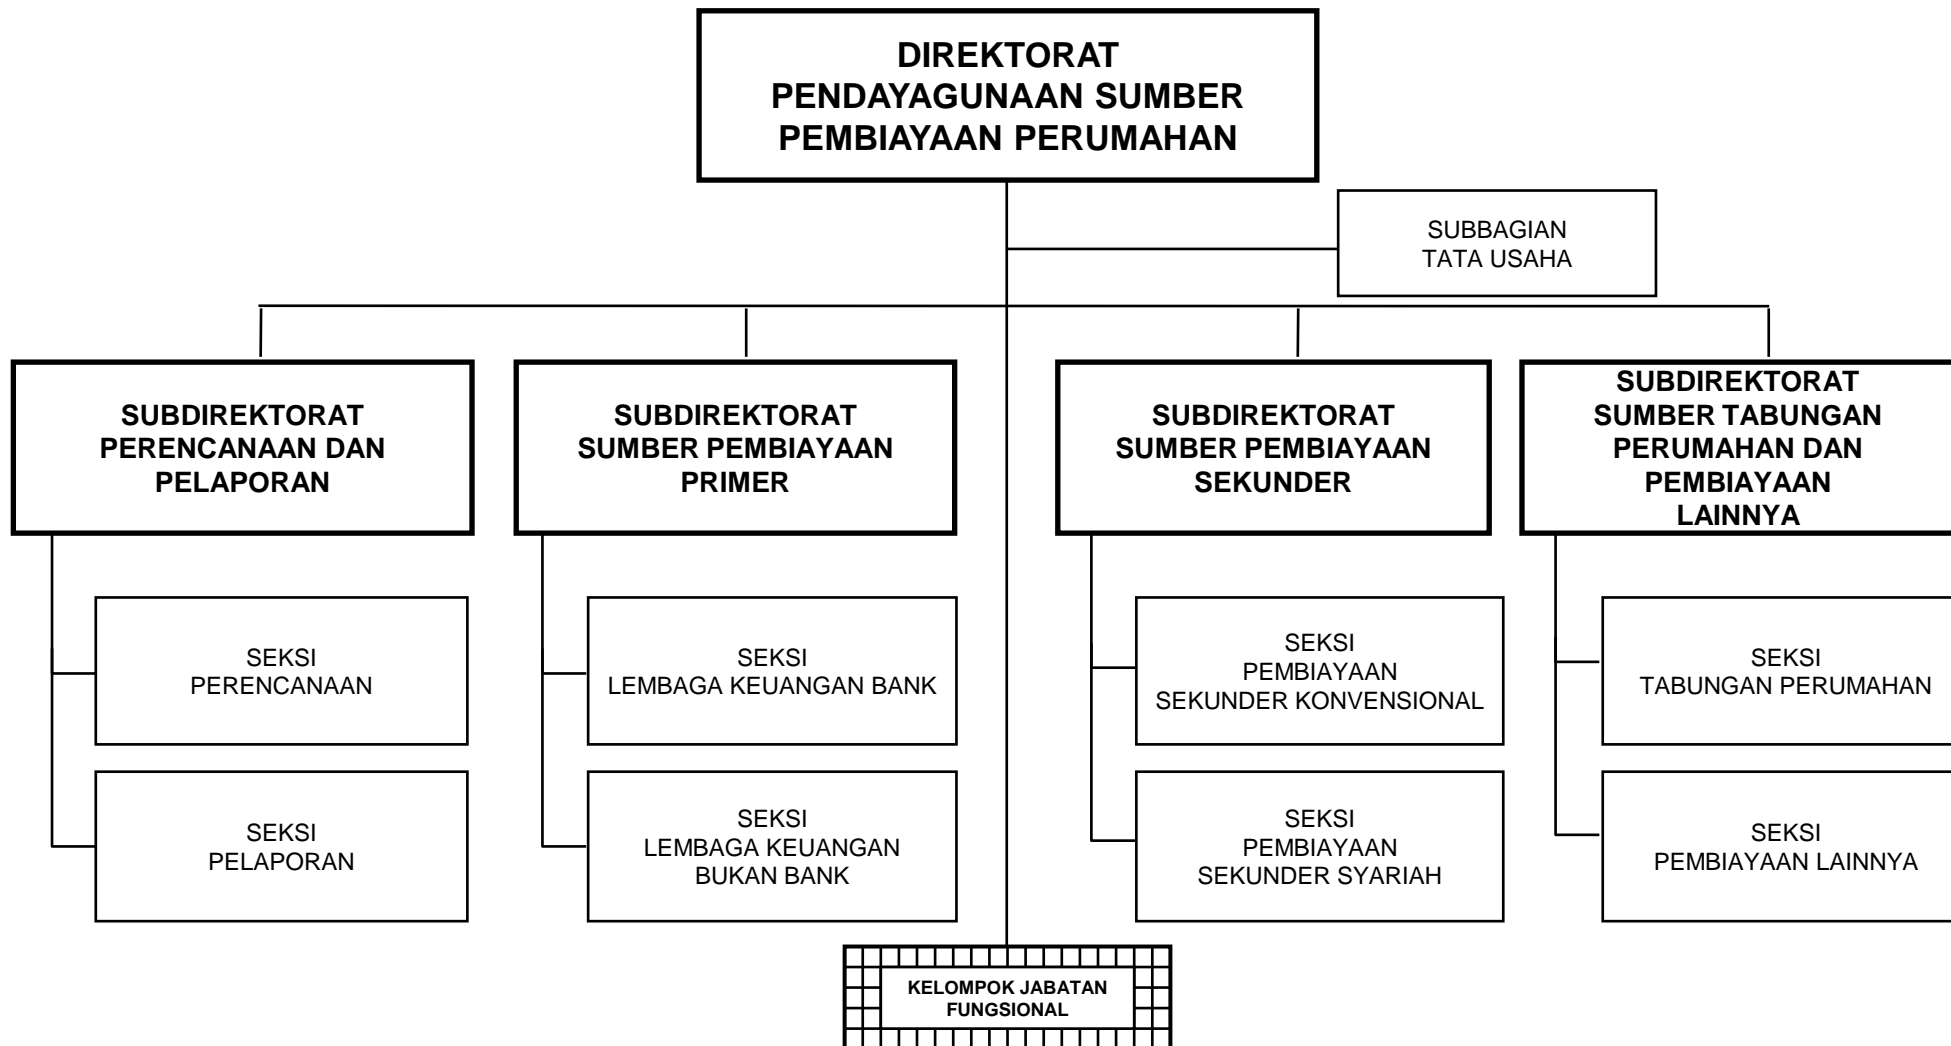 DIREKTORAT
PENDAYAGUNAAN SUMBER
PEMBIAYAAN PERUMAHAN
SUBBAGIAN
TATA USAHA
SUBDIREKTORAT
PERENCANAAN DAN
PELAPORAN
SUBDIREKTORAT
SUMBER PEMBIAYAAN
PRIMER
SUBDIREKTORAT
SUMBER PEMBIAYAAN
SEKUNDER
SUBDIREKTORAT
SUMBER TABUNGAN
PERUMAHAN DAN
PEMBIAYAAN
LAINNYA
SEKSI
PERENCANAAN
SEKSI
LEMBAGA KEUANGAN BANK
SEKSI
PEMBIAYAAN
SEKUNDER KONVENSIONAL
SEKSI
TABUNGAN PERUMAHAN
SEKSI
PELAPORAN
SEKSI
LEMBAGA KEUANGAN
BUKAN BANK
SEKSI
PEMBIAYAAN
SEKUNDER SYARIAH
SEKSI
PEMBIAYAAN LAINNYA
KELOMPOK JABATAN
FUNGSIONAL